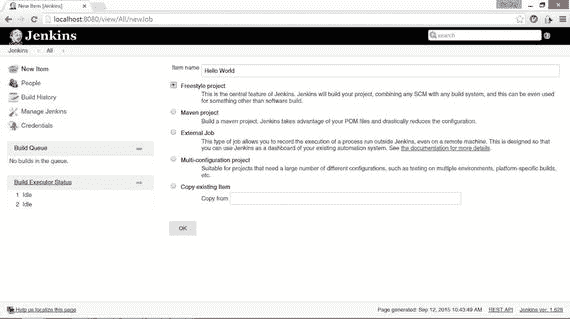 New Item [Jenkins]
localhost:8080/view/All/newJob
Jenkins
search
Jenkins
All
New Item
People
Build History
Manage Jenkins
Credentials
Build Queue
No builds in the queue.
Build Executor Status
1 Idle
2 Idle
Item name
Hello World
Freestyle project
This is the central feature of Jenkins. Jenkins will build your project, combining any SCM with any build system, and this can be even used
for something other than software build.
Maven project
Build a maven project. Jenkins takes advantage of your POM files and drastically reduces the configuration.
External Job
This type of job allows you to record the execution of a process run outside Jenkins, even on a remote machine. This is designed so that
you can use Jenkins as a dashboard of your existing automation system. See the documentation for more details.
Multi-configuration project
Suitable for projects that need a large number of different configurations, such as testing on multiple environments, platform-specific builds,
etc.
Copy existing Item
Copy from
OK
Help us localize this page
Page generated: Sep 12, 2015 10:43:49 AM
REST API
Jenkins ver. 1.628